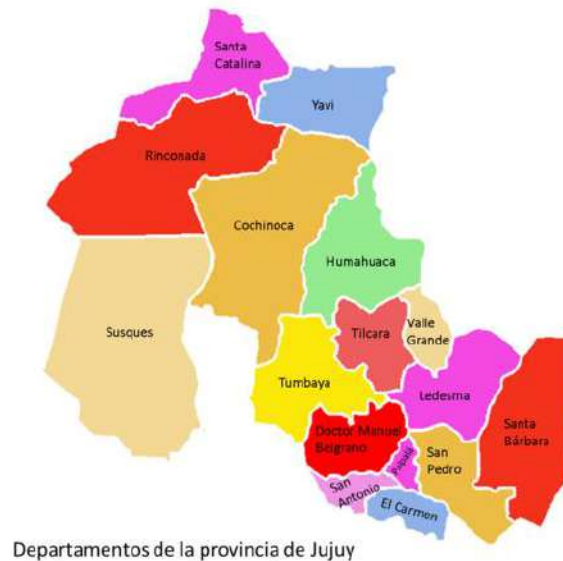 Santa
Catalina
Yavi
Rinconada
Cochinoca
Humahuaca
Susques
Tilcara
Valle
Grande
Tumbaya
Ledesma
Santa
Bárbara
Doctor Manuel
Belgrano
San
Pedro
Palpalá
San
Antonio
El Carmen
Departamentos de la provincia de Jujuy